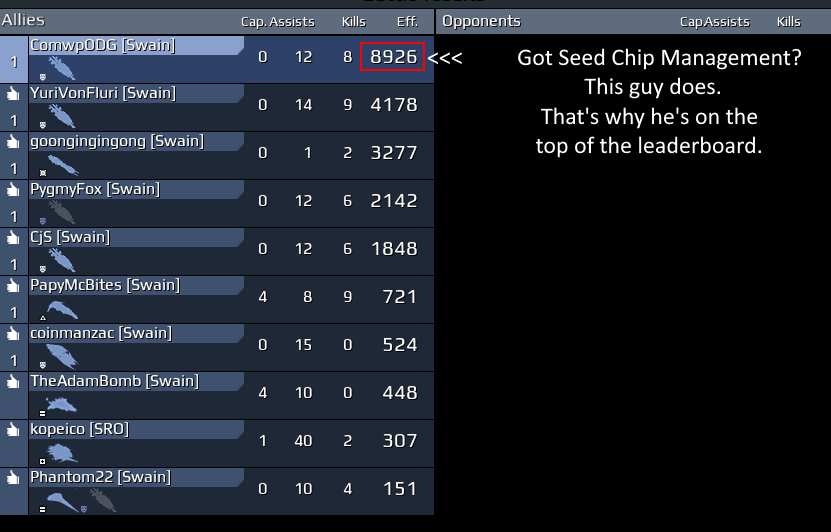 Allies Cap. Assists Kills Eff. Opponents CapAssists Kills
1 ComwpODG [Swain] 0 12 8 8926 <<<
Got Seed Chip Management?
This guy does.
That's why he's on the
top of the leaderboard.
1 YuriVonFluri [Swain] 0 14 9 4178
1 goongingingong [Swain] 0 1 2 3277
1 PygmyFox [Swain] 0 12 6 2142
1 CjS [Swain] 0 12 6 1848
1 PapyMcBites [Swain] 4 8 9 721
1 coinmanzac [Swain] 0 15 0 524
TheAdamBomb [Swain] 4 10 0 448
kopeico [SRO] 1 40 2 307
Phantom22 [Swain] 0 10 4 151